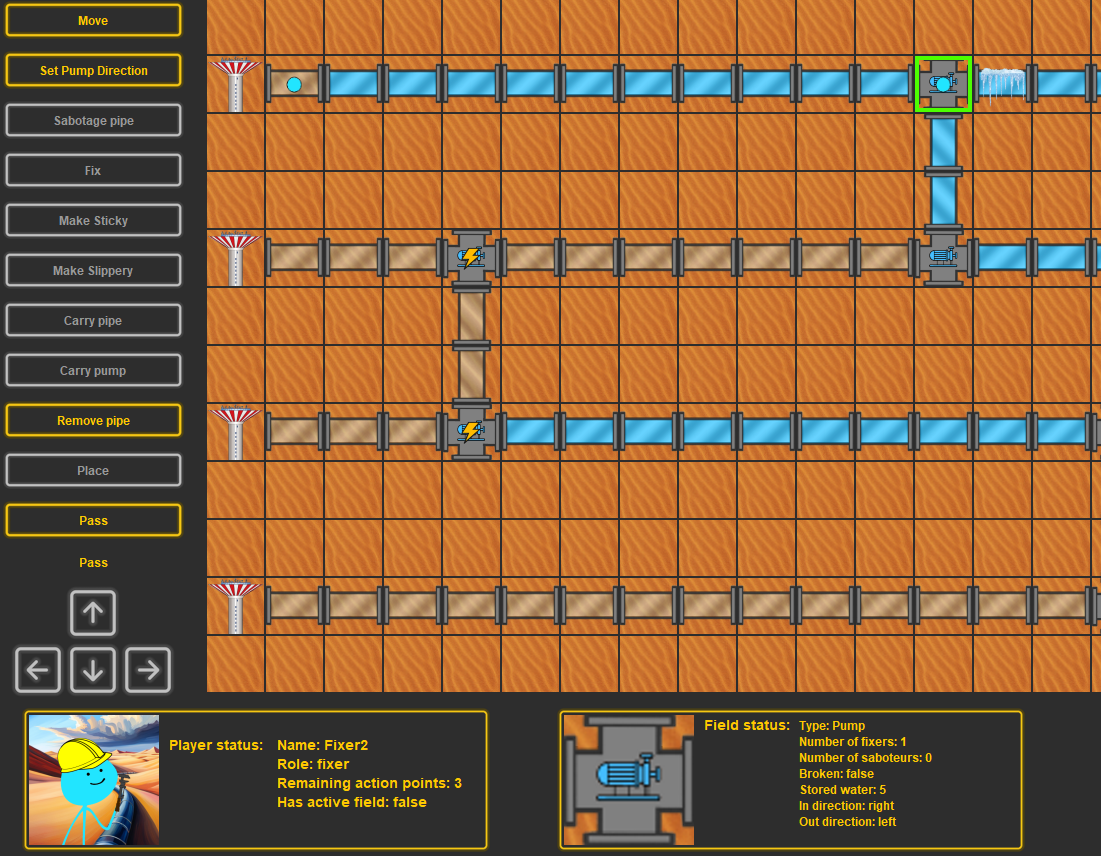 Move
Set Pump Direction
Sabotage pipe
Fix
Make Sticky
Make Slippery
Carry pipe
Carry pump
Remove pipe
Place
Pass
Pass
Player status:
Name: Fixer2
Role: fixer
Remaining action points: 3
Has active field: false
Field status:
Type: Pump
Number of fixers: 1
Number of saboteurs: 0
Broken: false
Stored water: 5
In direction: right
Out direction: left